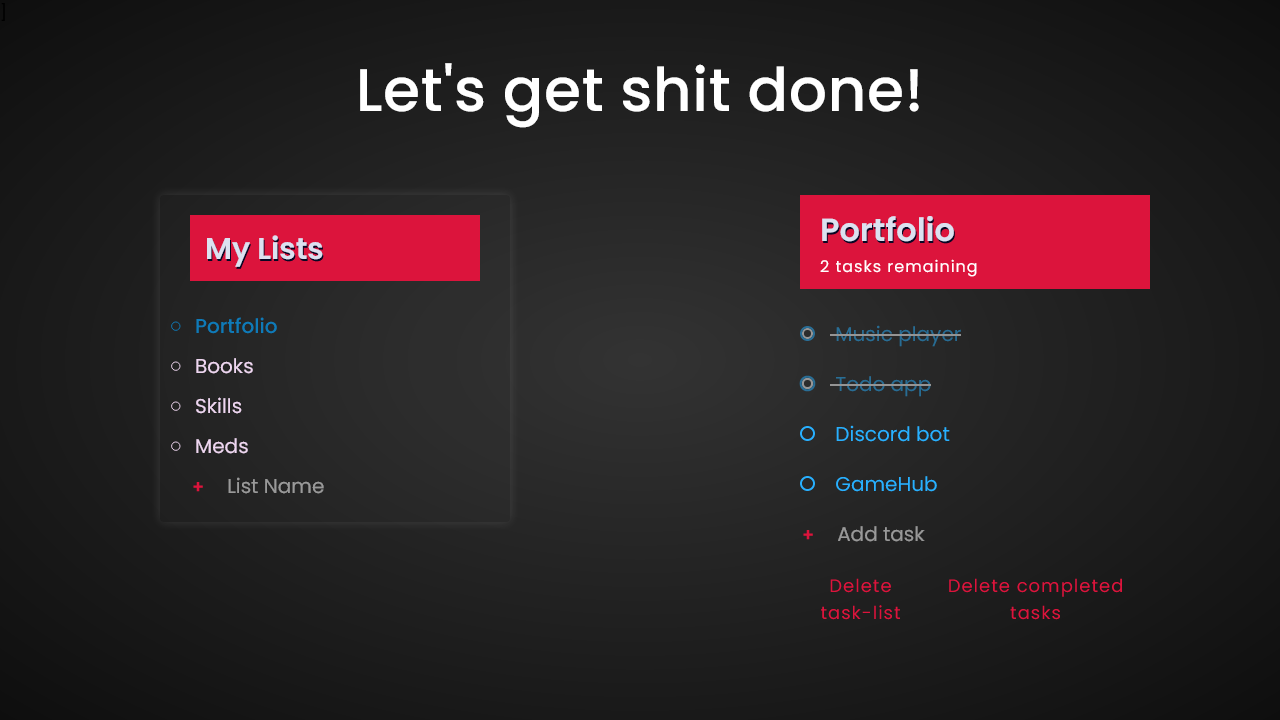 ]
Let's get shit done!
My Lists
Portfolio
Books
Skills
Meds
+ List Name
Portfolio
2 tasks remaining
Music player
Todo app
Discord bot
GameHub
+ Add task
Delete
task-list
Delete completed
tasks